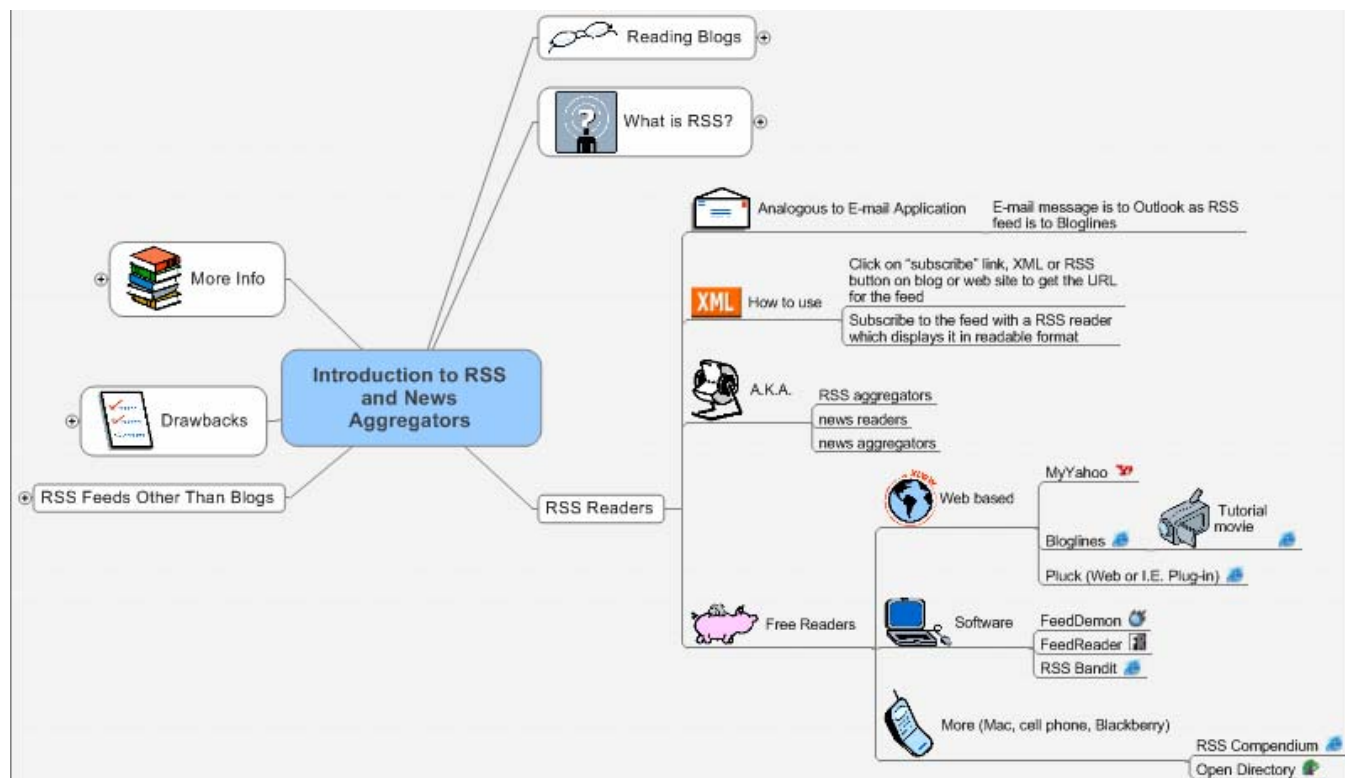 Reading Blogs
What is RSS?
More Info
Introduction to RSS
and News
Aggregators
Drawbacks
RSS Feeds Other Than Blogs
RSS Readers
Analogous to E-mail Application
E-mail message is to Outlook as RSS
feed is to Bloglines
XML
How to use
Click on "subscribe" link, XML or RSS
button on blog or web site to get the URL
for the feed
Subscribe to the feed with a RSS reader
which displays it in readable format
A.K.A.
RSS aggregators
news readers
news aggregators
Free Readers
Web based
MyYahoo
Bloglines
Tutorial
movie
Pluck (Web or I.E. Plug-in)
Software
FeedDemon
FeedReader
RSS Bandit
More (Mac, cell phone, Blackberry)
RSS Compendium
Open Directory